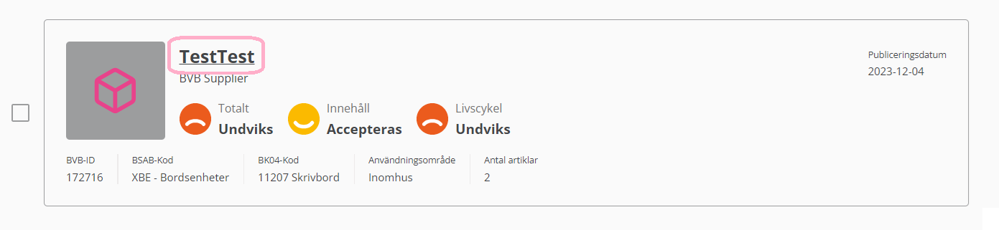 TestTest
BVB Supplier
Publiceringsdatum
2023-12-04
Totalt
Undviks
Innehåll
Accepteras
Livscykel
Undviks
BVB-ID
172716
BSAB-Kod
XBE - Bordsenheter
BK04-Kod
11207 Skrivbord
Användningsområde
Inomhus
Antal artiklar
2